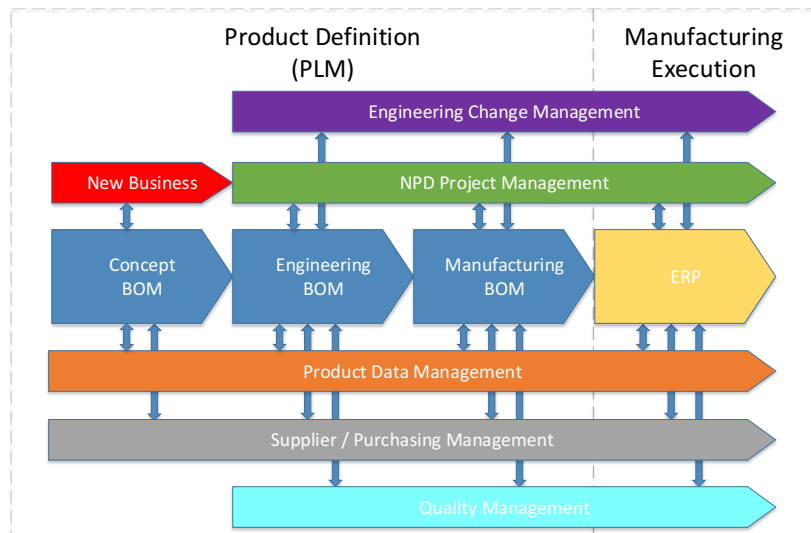 Product Definition
(PLM)
Manufacturing
Execution
Engineering Change Management
New Business
NPD Project Management
Concept
BOM
Engineering
BOM
Manufacturing
BOM
ERP
Product Data Management
Supplier / Purchasing Management
Quality Management